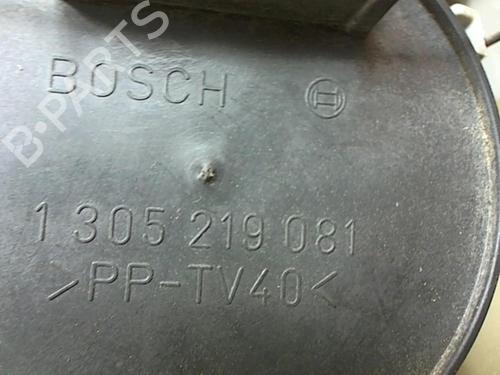 B-PARTS
BOSCH
1 305 219 081
>PP-TV40<